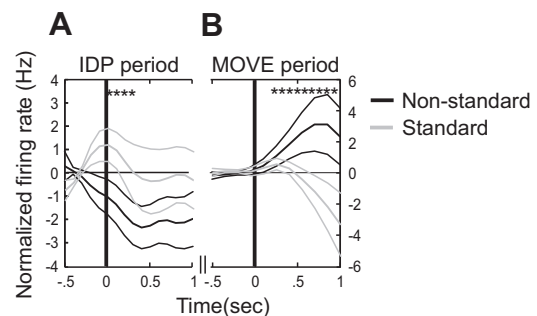 A B
IDP period MOVE period
Normalized firing rate (Hz)
4
3
2
1
0
-1
-2
-3
-4
****
*********
6
4
2
0
-2
-4
-6
Non-standard
Standard
-.5 0 0.5 1 -.5 0 1
Time(sec)